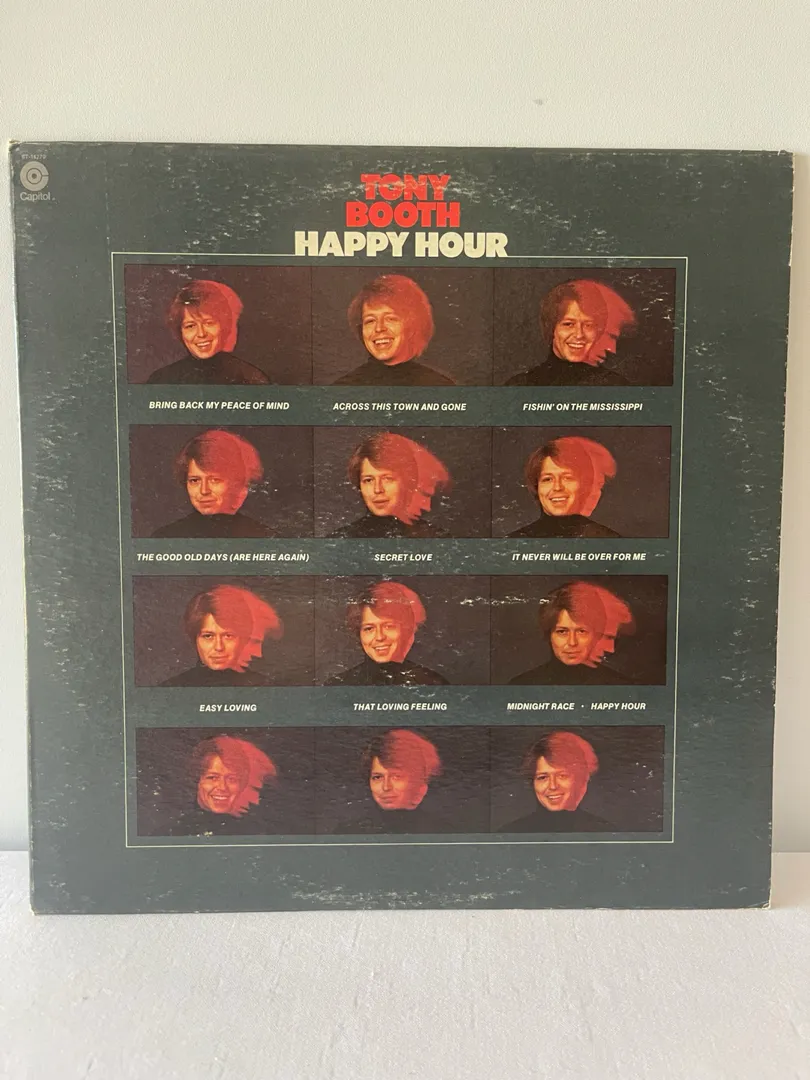 Capitol
TONY
BOOTH
HAPPY HOUR
BRING BACK MY PEACE OF MIND
ACROSS THIS TOWN AND GONE
FISHIN' ON THE MISSISSIPPI
THE GOOD OLD DAYS (ARE HERE AGAIN)
SECRET LOVE
IT NEVER WILL BE OVER FOR ME
EASY LOVING
THAT LOVING FEELING
MIDNIGHT RACE · HAPPY HOUR